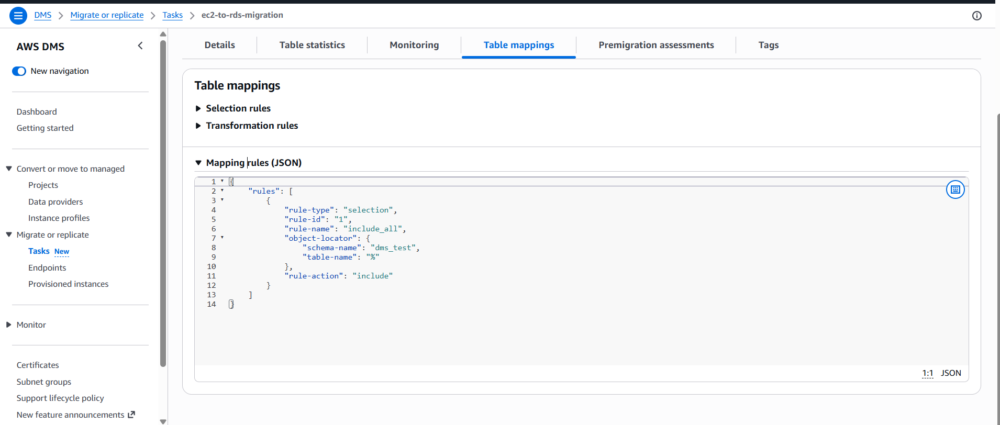 DMS
Migrate or replicate
Tasks
ec2-to-rds-migration
AWS DMS
New navigation
Dashboard
Getting started
Convert or move to managed
Projects
Data providers
Instance profiles
Migrate or replicate
Tasks New
Endpoints
Provisioned instances
Monitor
Certificates
Subnet groups
Support lifecycle policy
New feature announcements
Details
Table statistics
Monitoring
Table mappings
Premigration assessments
Tags
Table mappings
Selection rules
Transformation rules
Mapping rules (JSON)
1 {
2 "rules": [
3 {
4 "rule-type": "selection",
5 "rule-id": "1",
6 "rule-name": "include_all",
7 "object-locator": {
8 "schema-name": "dms_test",
9 "table-name": "%"
10 },
11 "rule-action": "include"
12 }
13 ]
14 }
1:1 JSON